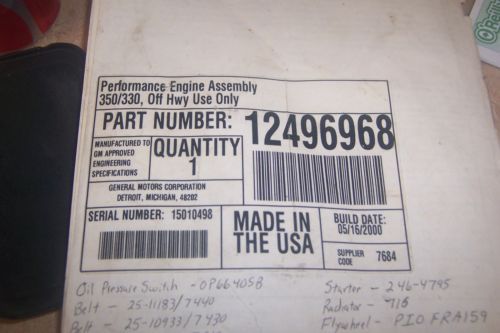 Performance Engine Assembly
350/330, Off Hwy Use Only
PART NUMBER: 12496968
MANUFACTURED TO
GM APPROVED
ENGINEERING
SPECIFICATIONS
QUANTITY
1
GENERAL MOTORS CORPORATION
DETROIT, MICHIGAN, 48202
SERIAL NUMBER: 15010498
MADE IN
THE USA
BUILD DATE:
05/16/2000
SUPPLIER
CODE
7684
Oil Pressure Switch - OP6640SB
Belt - 25-11183/7440
Belt - 25-10933/7430
Starter - 246-4795
Radiator - 716
Flywheel - PIO FRA159